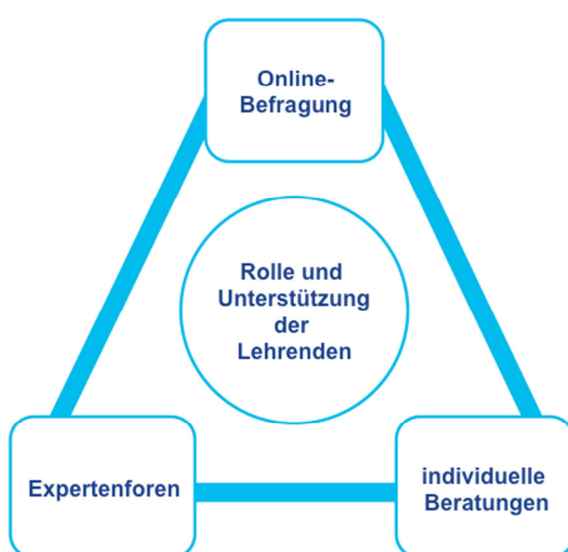 Online-
Befragung
Rolle und
Unterstützung
der
Lehrenden
Expertenforen
individuelle
Beratungen